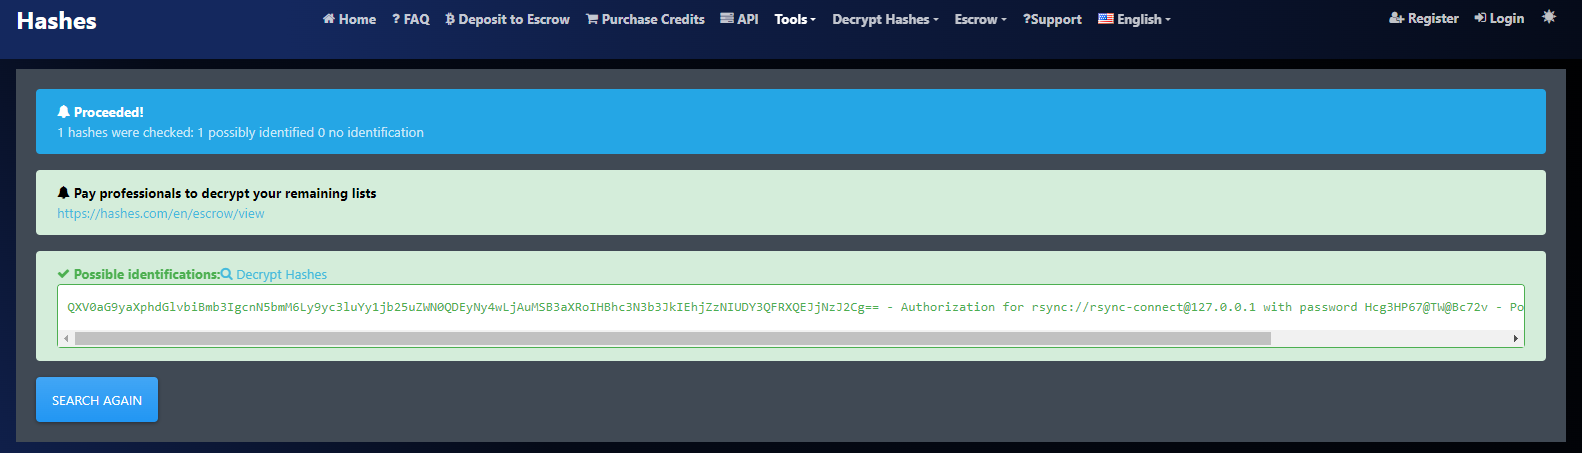 Hashes
Home
? FAQ
Deposit to Escrow
Purchase Credits
API
Tools
Decrypt Hashes
Escrow
?Support
English
Register
Login
Proceeded!
1 hashes were checked: 1 possibly identified 0 no identification
Pay professionals to decrypt your remaining lists
https://hashes.com/en/escrow/view
Possible identifications: Decrypt Hashes
QXV0aG9yaXphdGlvbiBmb3IgcnN5bmM6Ly9yc3luYy1jb25uZWN0QDEyNy4wLjAuMSB3aXRoIHBhc3N3b3JkIEhjZzNIUDY3QFRXQEJjNzJ2Cg== - Authorization for rsync://rsync-connect@127.0.0.1 with password Hcg3HP67@TW@Bc72v - Po
SEARCH AGAIN